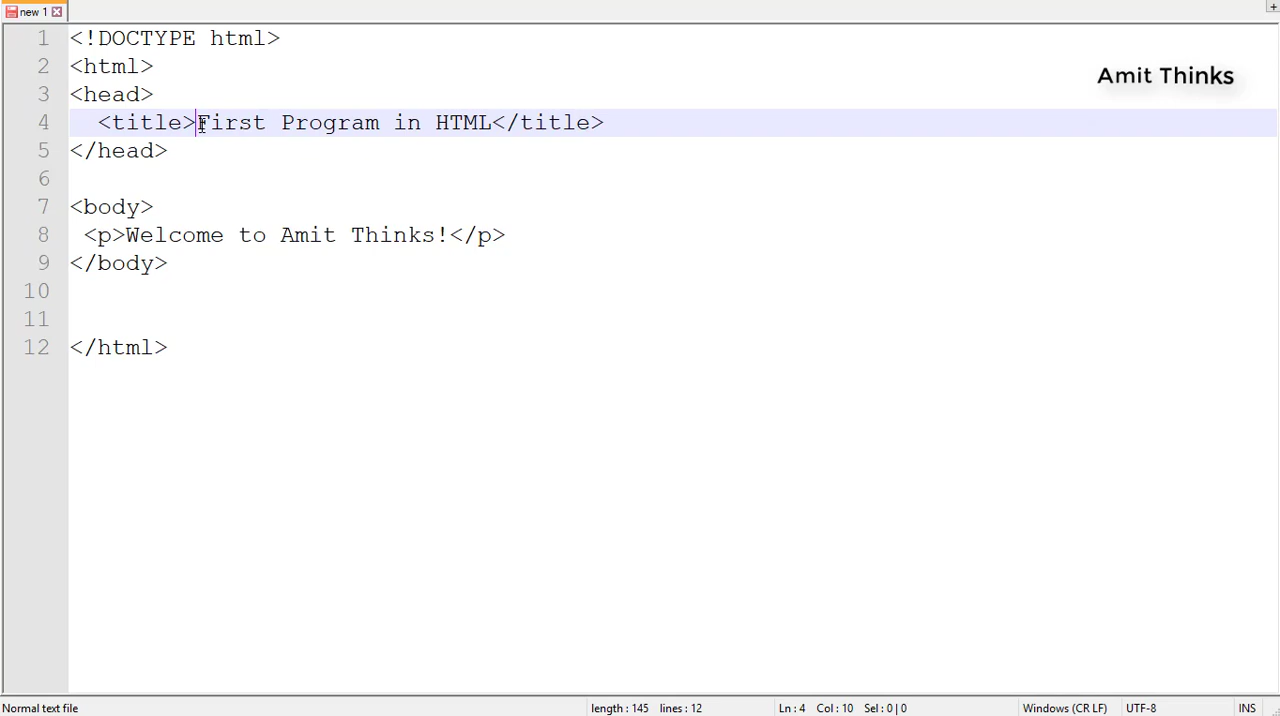 new 1
Amit Thinks
1 <!DOCTYPE html>
2 <html>
3 <head>
4 <title>First Program in HTML</title>
5 </head>
6
7 <body>
8 <p>Welcome to Amit Thinks!</p>
9 </body>
10
11
12 </html>
Normal text file length : 145 lines : 12 Ln : 4 Col : 10 Sel : 0 | 0 Windows (CR LF) UTF-8 INS